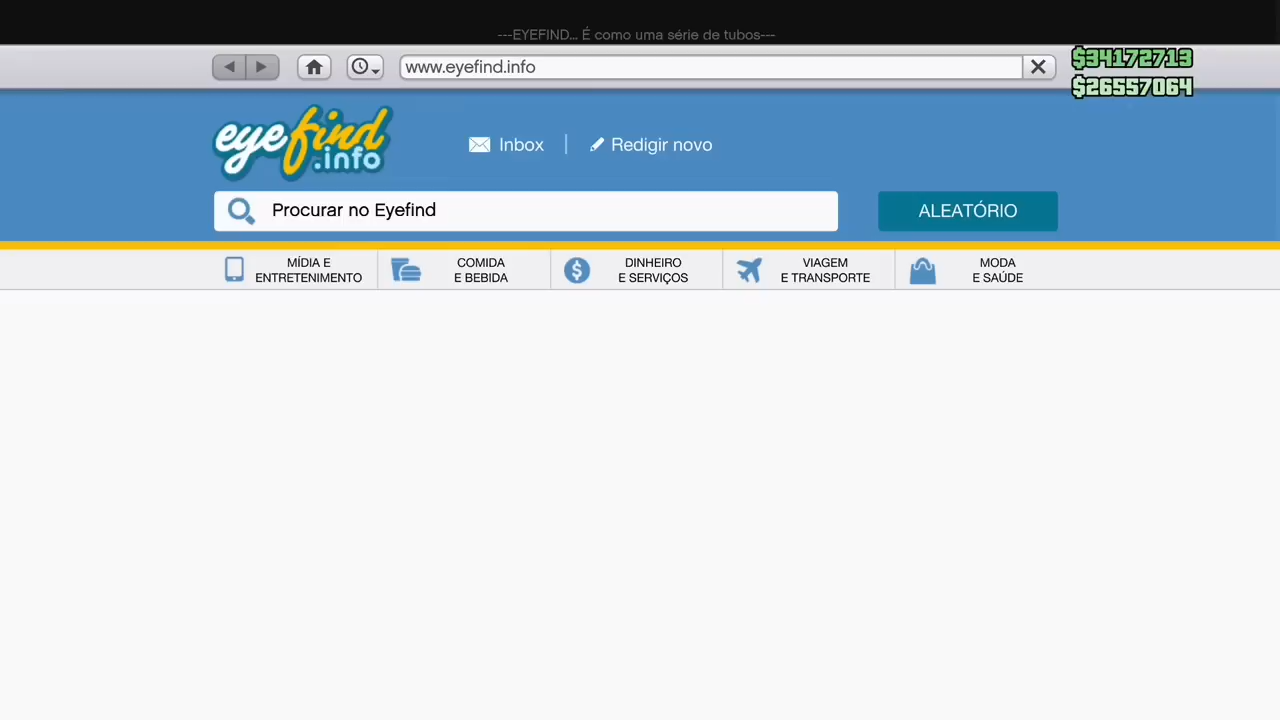 ---EYEFIND... É como uma série de tubos---
www.eyefind.info
$34172713
$26557064
eyefind
.info
Inbox
Redigir novo
Procurar no Eyefind
ALEATÓRIO
MÍDIA E
ENTRETENIMENTO
COMIDA
E BEBIDA
DINHEIRO
E SERVIÇOS
VIAGEM
E TRANSPORTE
MODA
E SAÚDE